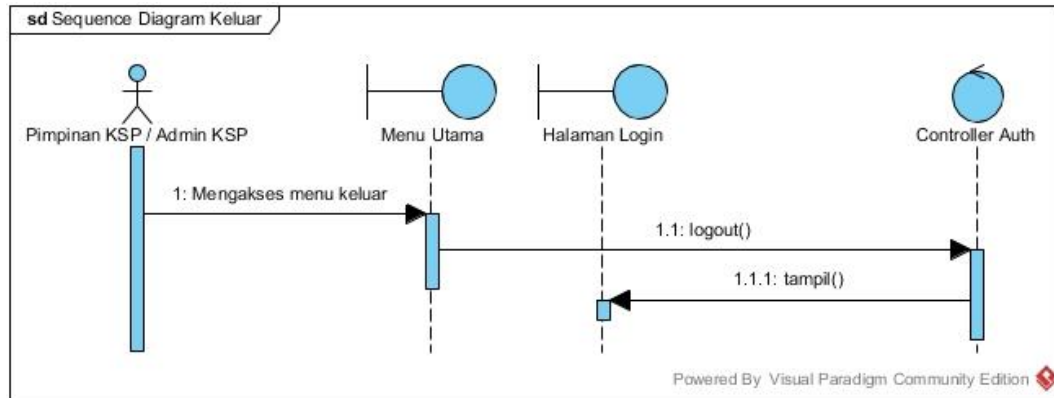 sd Sequence Diagram Keluar
Pimpinan KSP / Admin KSP
Menu Utama
Halaman Login
Controller Auth
1: Mengakses menu keluar
1.1: logout()
1.1.1: tampil()
Powered By Visual Paradigm Community Edition